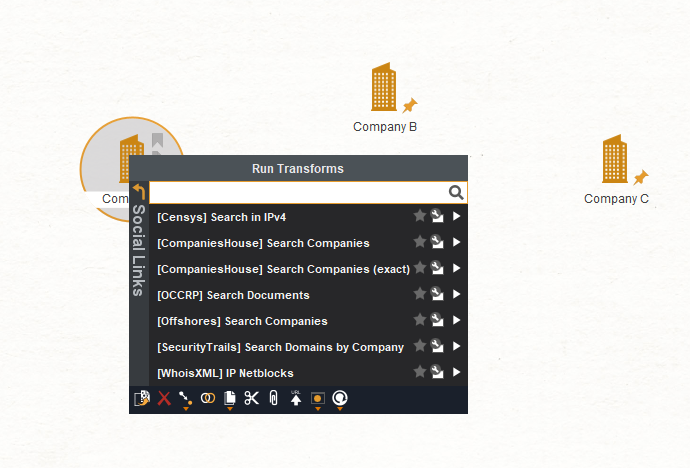 Company B
Company C
Com
Run Transforms
Social Links
[Censys] Search in IPv4
[CompaniesHouse] Search Companies
[CompaniesHouse] Search Companies (exact)
[OCCRP] Search Documents
[Offshores] Search Companies
[SecurityTrails] Search Domains by Company
[WhoisXML] IP Netblocks
URL